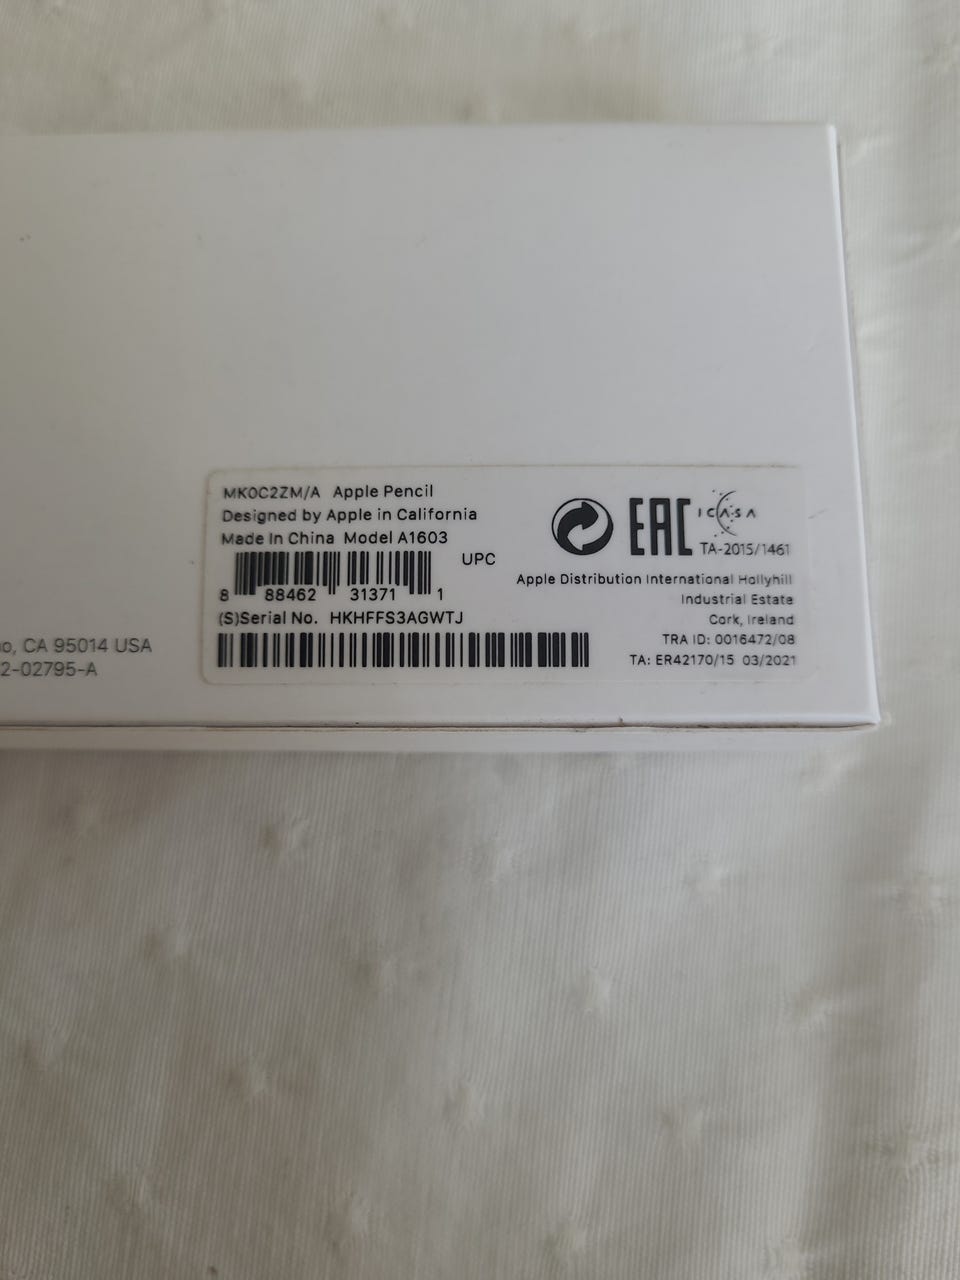 MK0C2ZM/A Apple Pencil
Designed by Apple in California
Made In China Model A1603
UPC
8 88462 31371 1
(S)Serial No. HKHFFS3AGWTJ
EAC
ICASA
TA-2015/1461
Apple Distribution International Hollyhill
Industrial Estate
Cork, Ireland
TRA ID: 0016472/08
TA: ER42170/15 03/2021
o, CA 95014 USA
2-02795-A